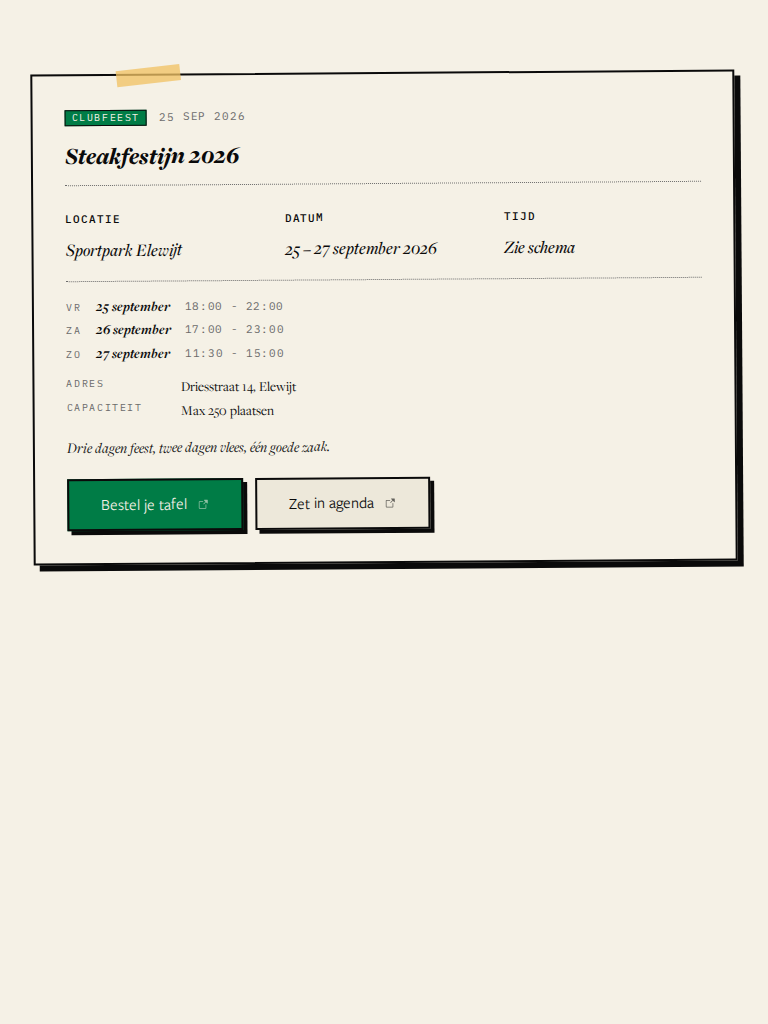 CLUBFEEST 25 SEP 2026
Steakfestijn 2026
LOCATIE DATUM TIJD
Sportpark Elewijt 25 – 27 september 2026 Zie schema
VR 25 september 18:00 - 22:00
ZA 26 september 17:00 - 23:00
ZO 27 september 11:30 - 15:00
ADRES Driesstraat 14, Elewijt
CAPACITEIT Max 250 plaatsen
Drie dagen feest, twee dagen vlees, één goede zaak.
Bestel je tafel Zet in agenda